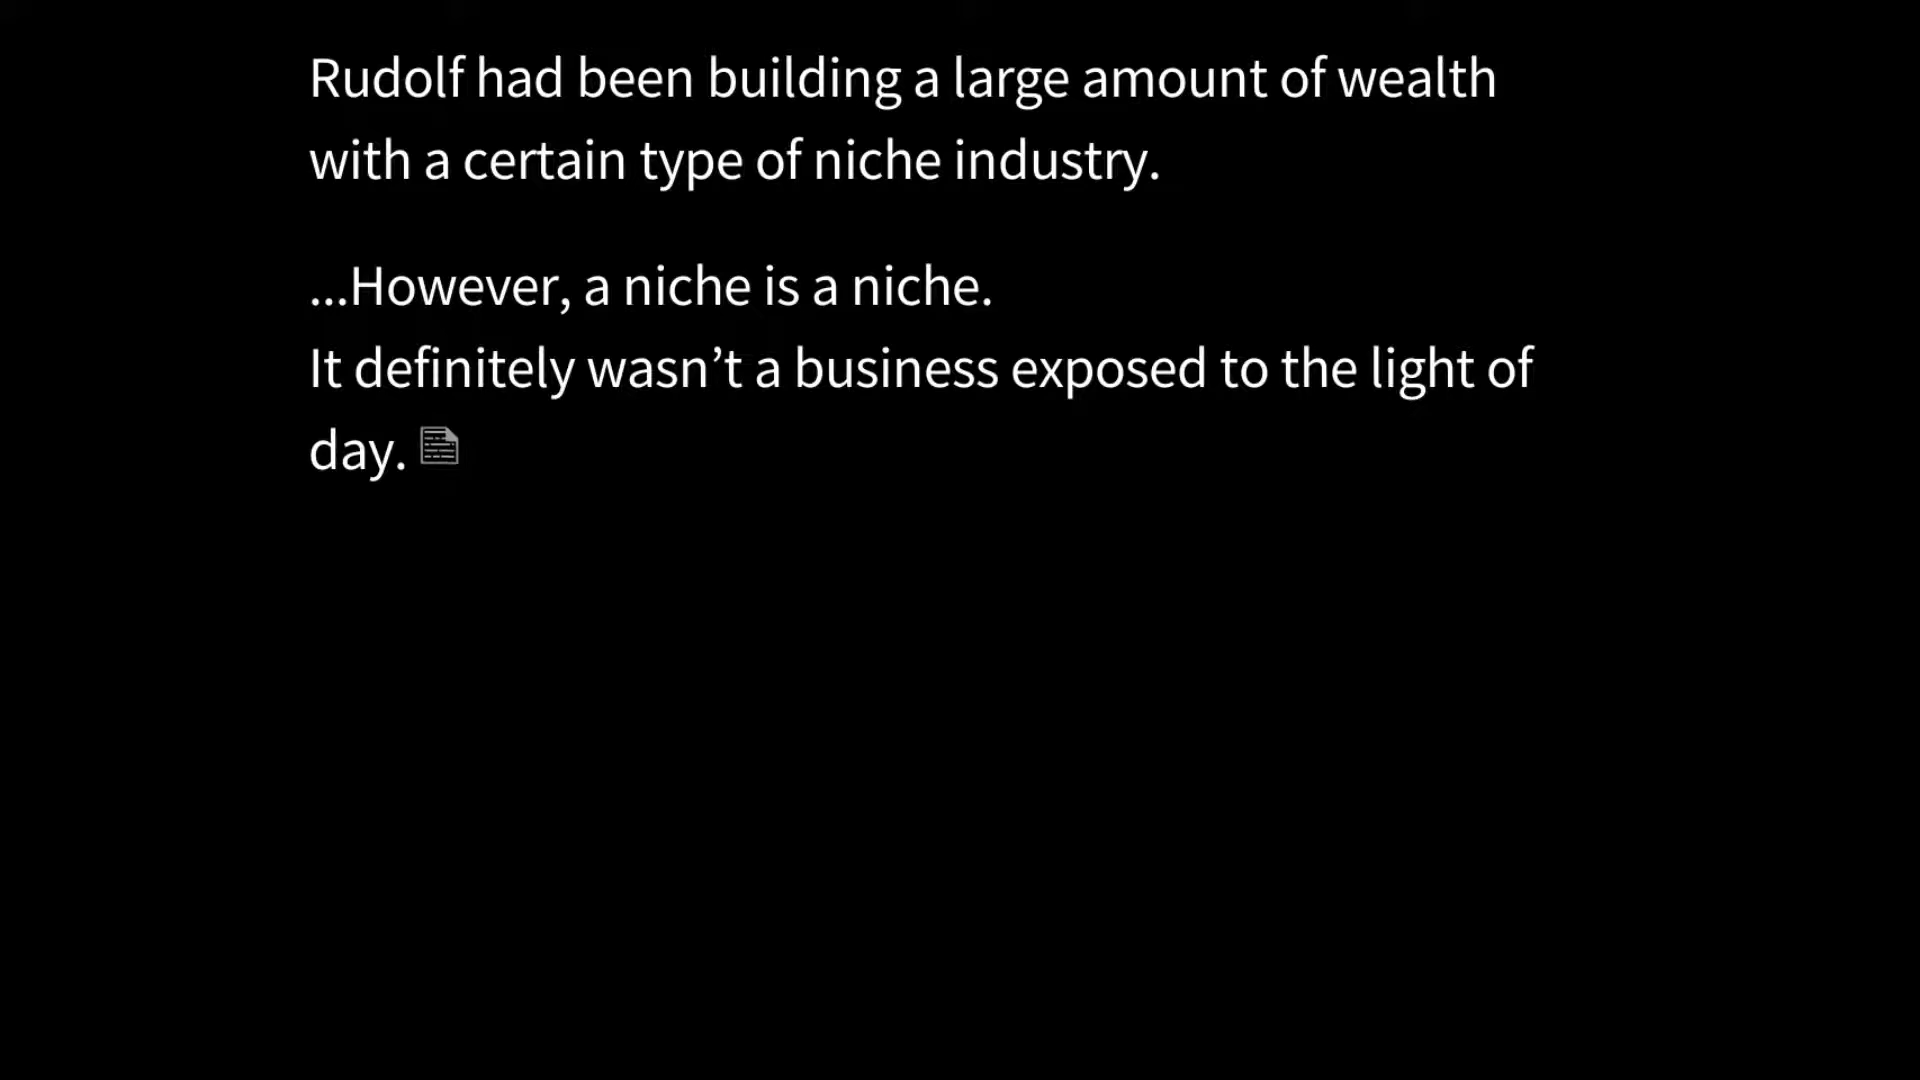 Rudolf had been building a large amount of wealth
with a certain type of niche industry.
...However, a niche is a niche.
It definitely wasn’t a business exposed to the light of
day.